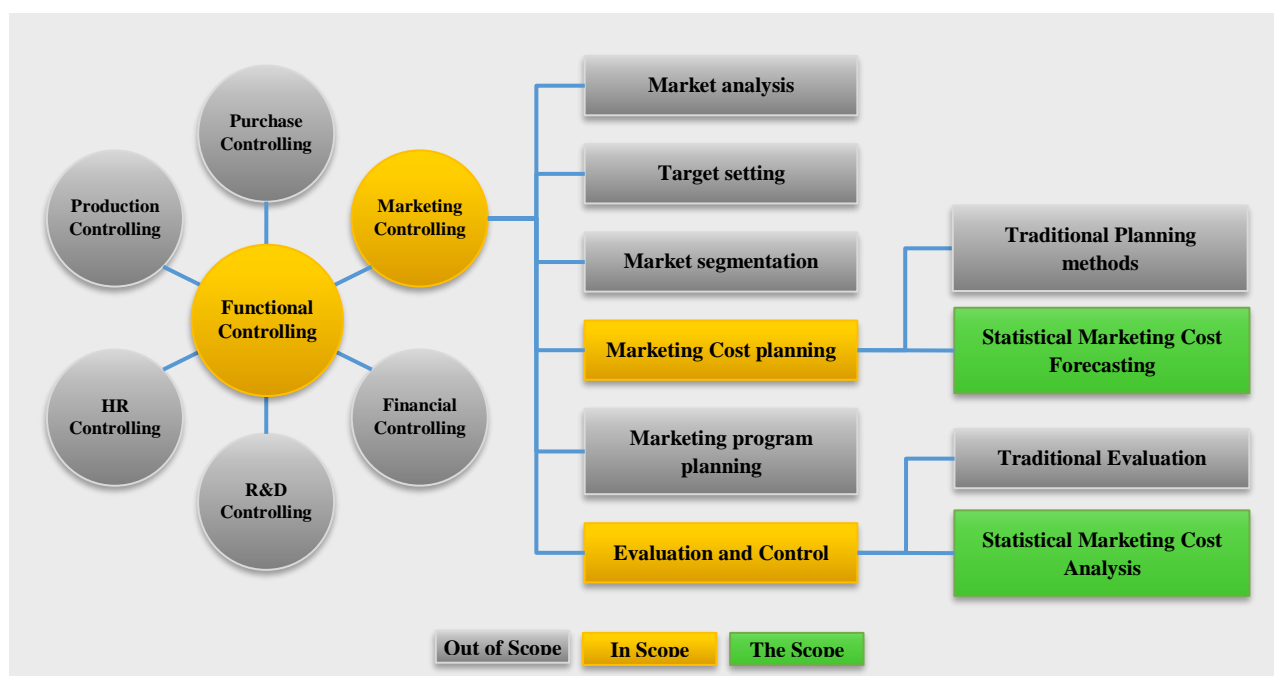 Purchase
Controlling
Production
Controlling
Marketing
Controlling
Functional
Controlling
HR
Controlling
Financial
Controlling
R&D
Controlling
Market analysis
Target setting
Market segmentation
Marketing Cost planning
Marketing program
planning
Evaluation and Control
Traditional Planning
methods
Statistical Marketing Cost
Forecasting
Traditional Evaluation
Statistical Marketing Cost
Analysis
Out of Scope
In Scope
The Scope